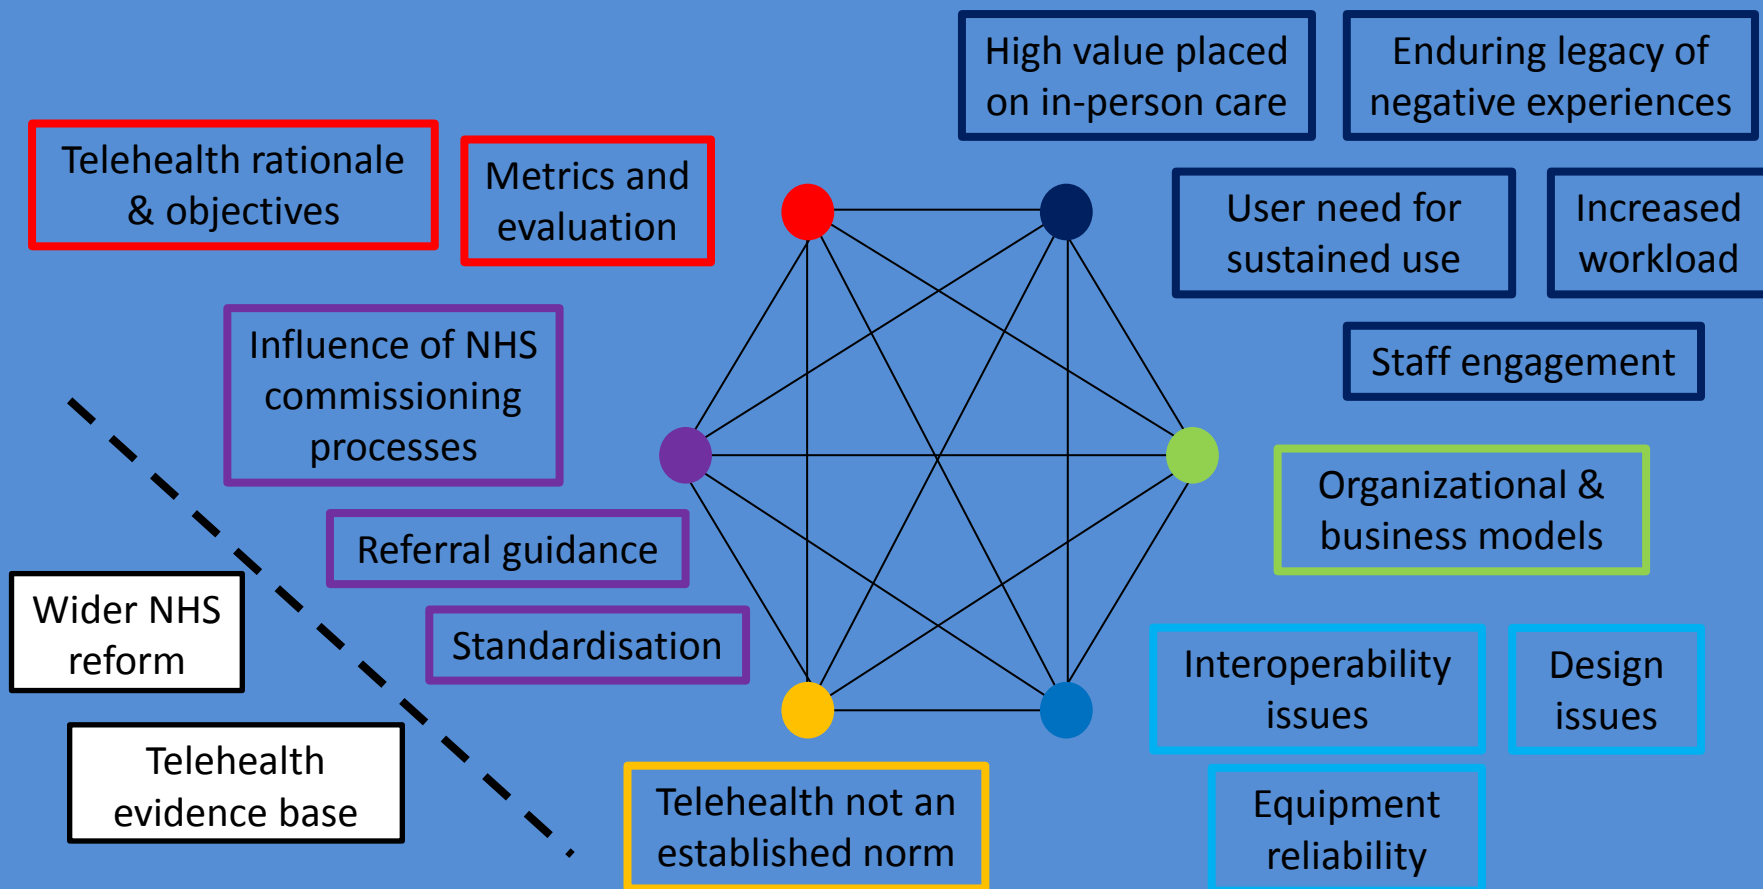 High value placed
on in-person care
Enduring legacy of
negative experiences
Telehealth rationale
& objectives
Metrics and
evaluation
User need for
sustained use
Increased
workload
Influence of NHS
commissioning
processes
Staff engagement
Organizational &
business models
Referral guidance
Standardisation
Wider NHS
reform
Interoperability
issues
Design
issues
Telehealth
evidence base
Telehealth not an
established norm
Equipment
reliability